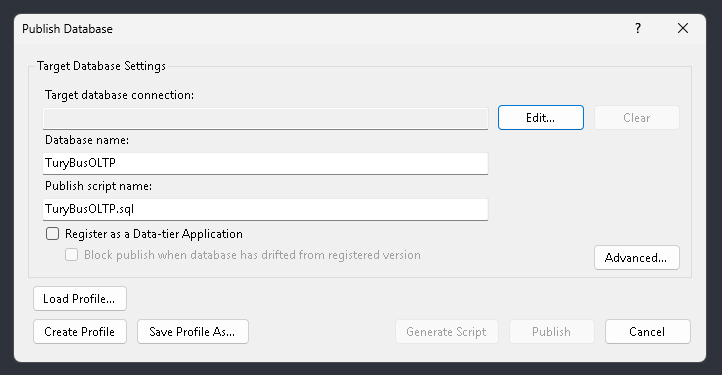 Publish Database ?
Target Database Settings
Target database connection:
Edit... Clear
Database name:
TuryBusOLTP
Publish script name:
TuryBusOLTP.sql
Register as a Data-tier Application
Block publish when database has drifted from registered version
Advanced...
Load Profile...
Create Profile Save Profile As... Generate Script Publish Cancel